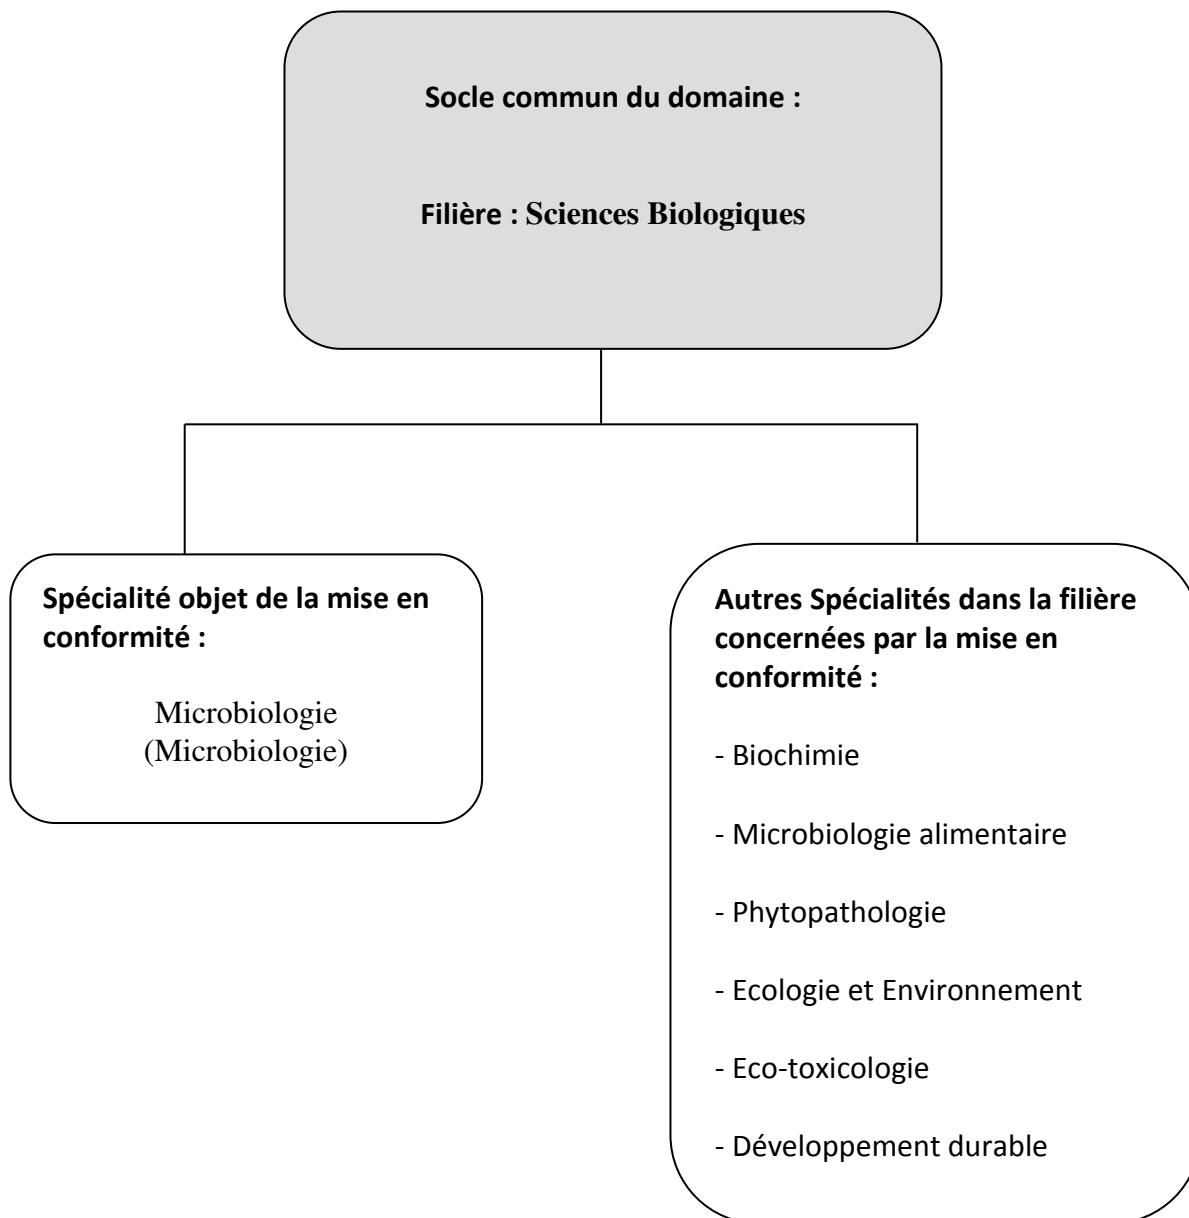 Socle commun du domaine :
Filière : Sciences Biologiques
Spécialité objet de la mise en
conformité :
Microbiologie
(Microbiologie)
Autres Spécialités dans la filière
concernées par la mise en
conformité :
- Biochimie
- Microbiologie alimentaire
- Phytopathologie
- Ecologie et Environnement
- Eco-toxicologie
- Développement durable